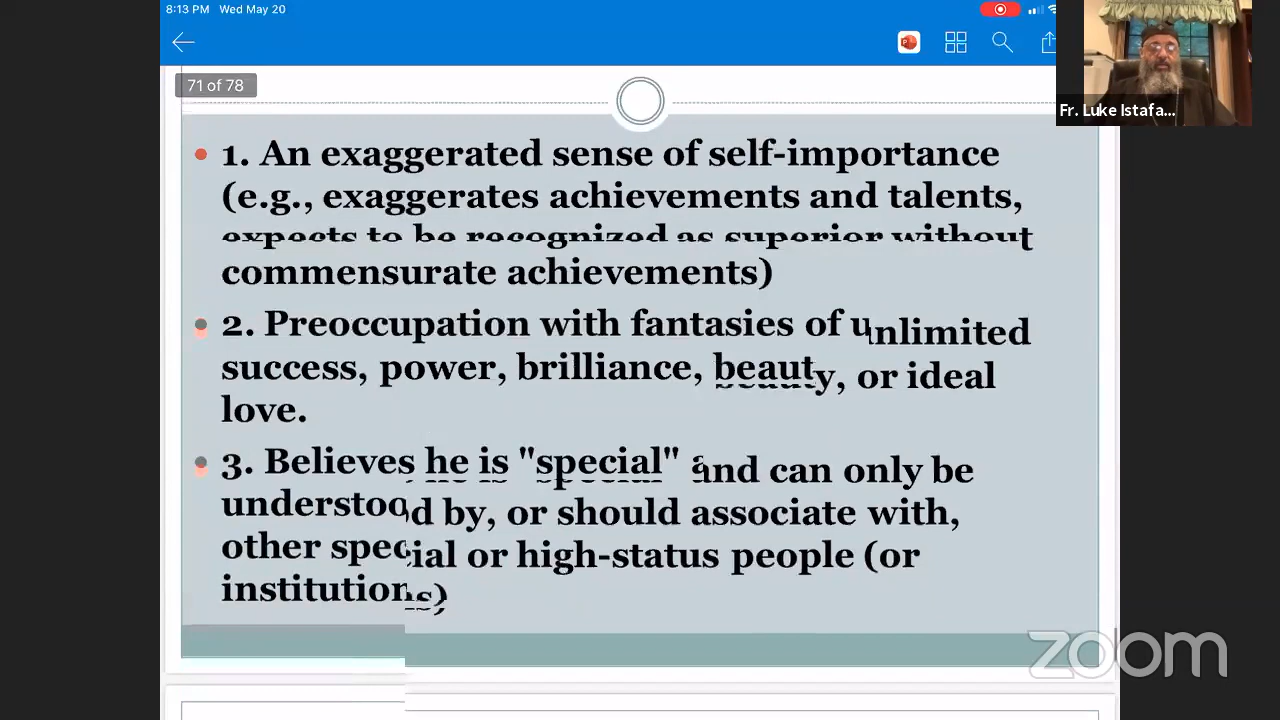 8:13 PM Wed May 20
71 of 78
Fr. Luke Istafa...
1. An exaggerated sense of self-importance
(e.g., exaggerates achievements and talents,
expects to be recognized as superior without
commensurate achievements)
2. Preoccupation with fantasies of unlimited
success, power, brilliance, beauty, or ideal
love.
3. Believes he is "special" and can only be
understood by, or should associate with,
other special or high-status people (or
institutions)
zoom